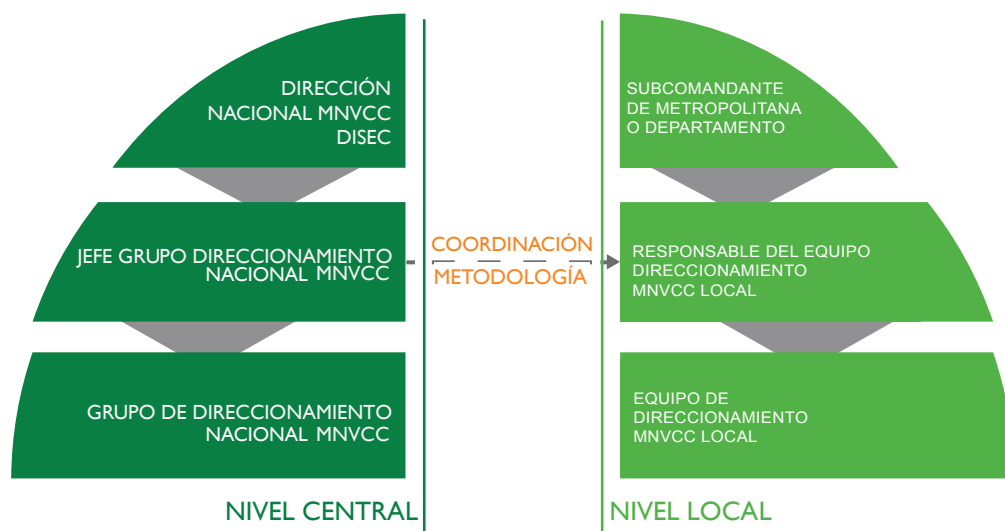 DIRECCIÓN
NACIONAL MNVCC
DISEC
JEFE GRUPO DIRECCIONAMIENTO
NACIONAL MNVCC
GRUPO DE DIRECCIONAMIENTO
NACIONAL MNVCC
NIVEL CENTRAL
COORDINACIÓN
METODOLOGÍA
SUBCOMANDANTE
DE METROPOLITANA
O DEPARTAMENTO
RESPONSABLE DEL EQUIPO
DIRECCIONAMIENTO
MNVCC LOCAL
EQUIPO DE
DIRECCIONAMIENTO
MNVCC LOCAL
NIVEL LOCAL